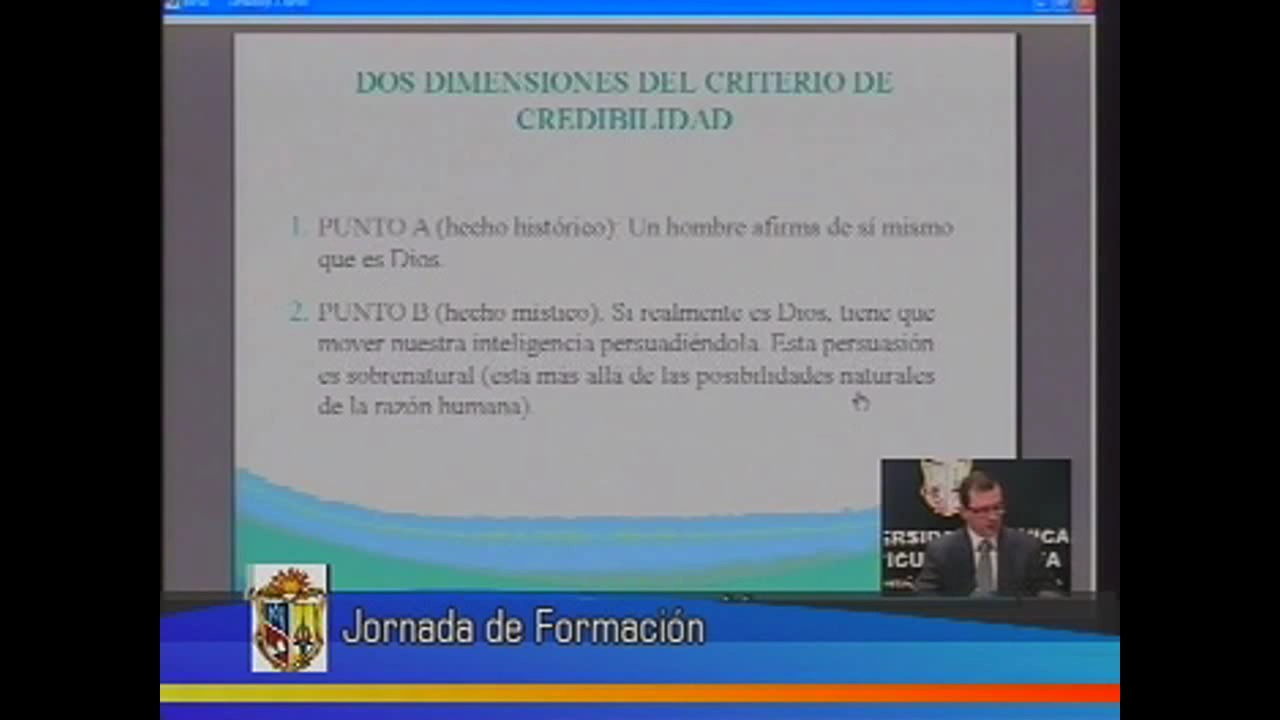 DOS DIMENSIONES DEL CRITERIO DE
CREDIBILIDAD
1. PUNTO A (hecho histórico): Un hombre afirma de sí mismo
que es Dios.
2. PUNTO B (hecho místico). Si realmente es Dios, tiene que
mover nuestra inteligencia persuadiéndola. Esta persuasión
es sobrenatural (está más allá de las posibilidades naturales
de la razón humana).
Jornada de Formación